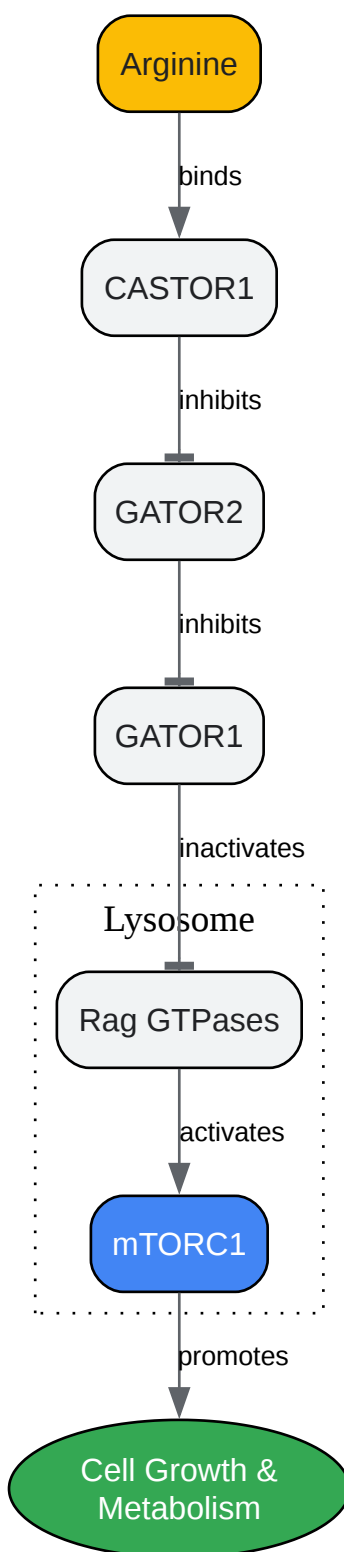 Arginine
binds
CASTOR1
inhibits
GATOR2
inhibits
GATOR1
inactivates
Lysosome
Rag GTPases
activates
mTORC1
promotes
Cell Growth &
Metabolism